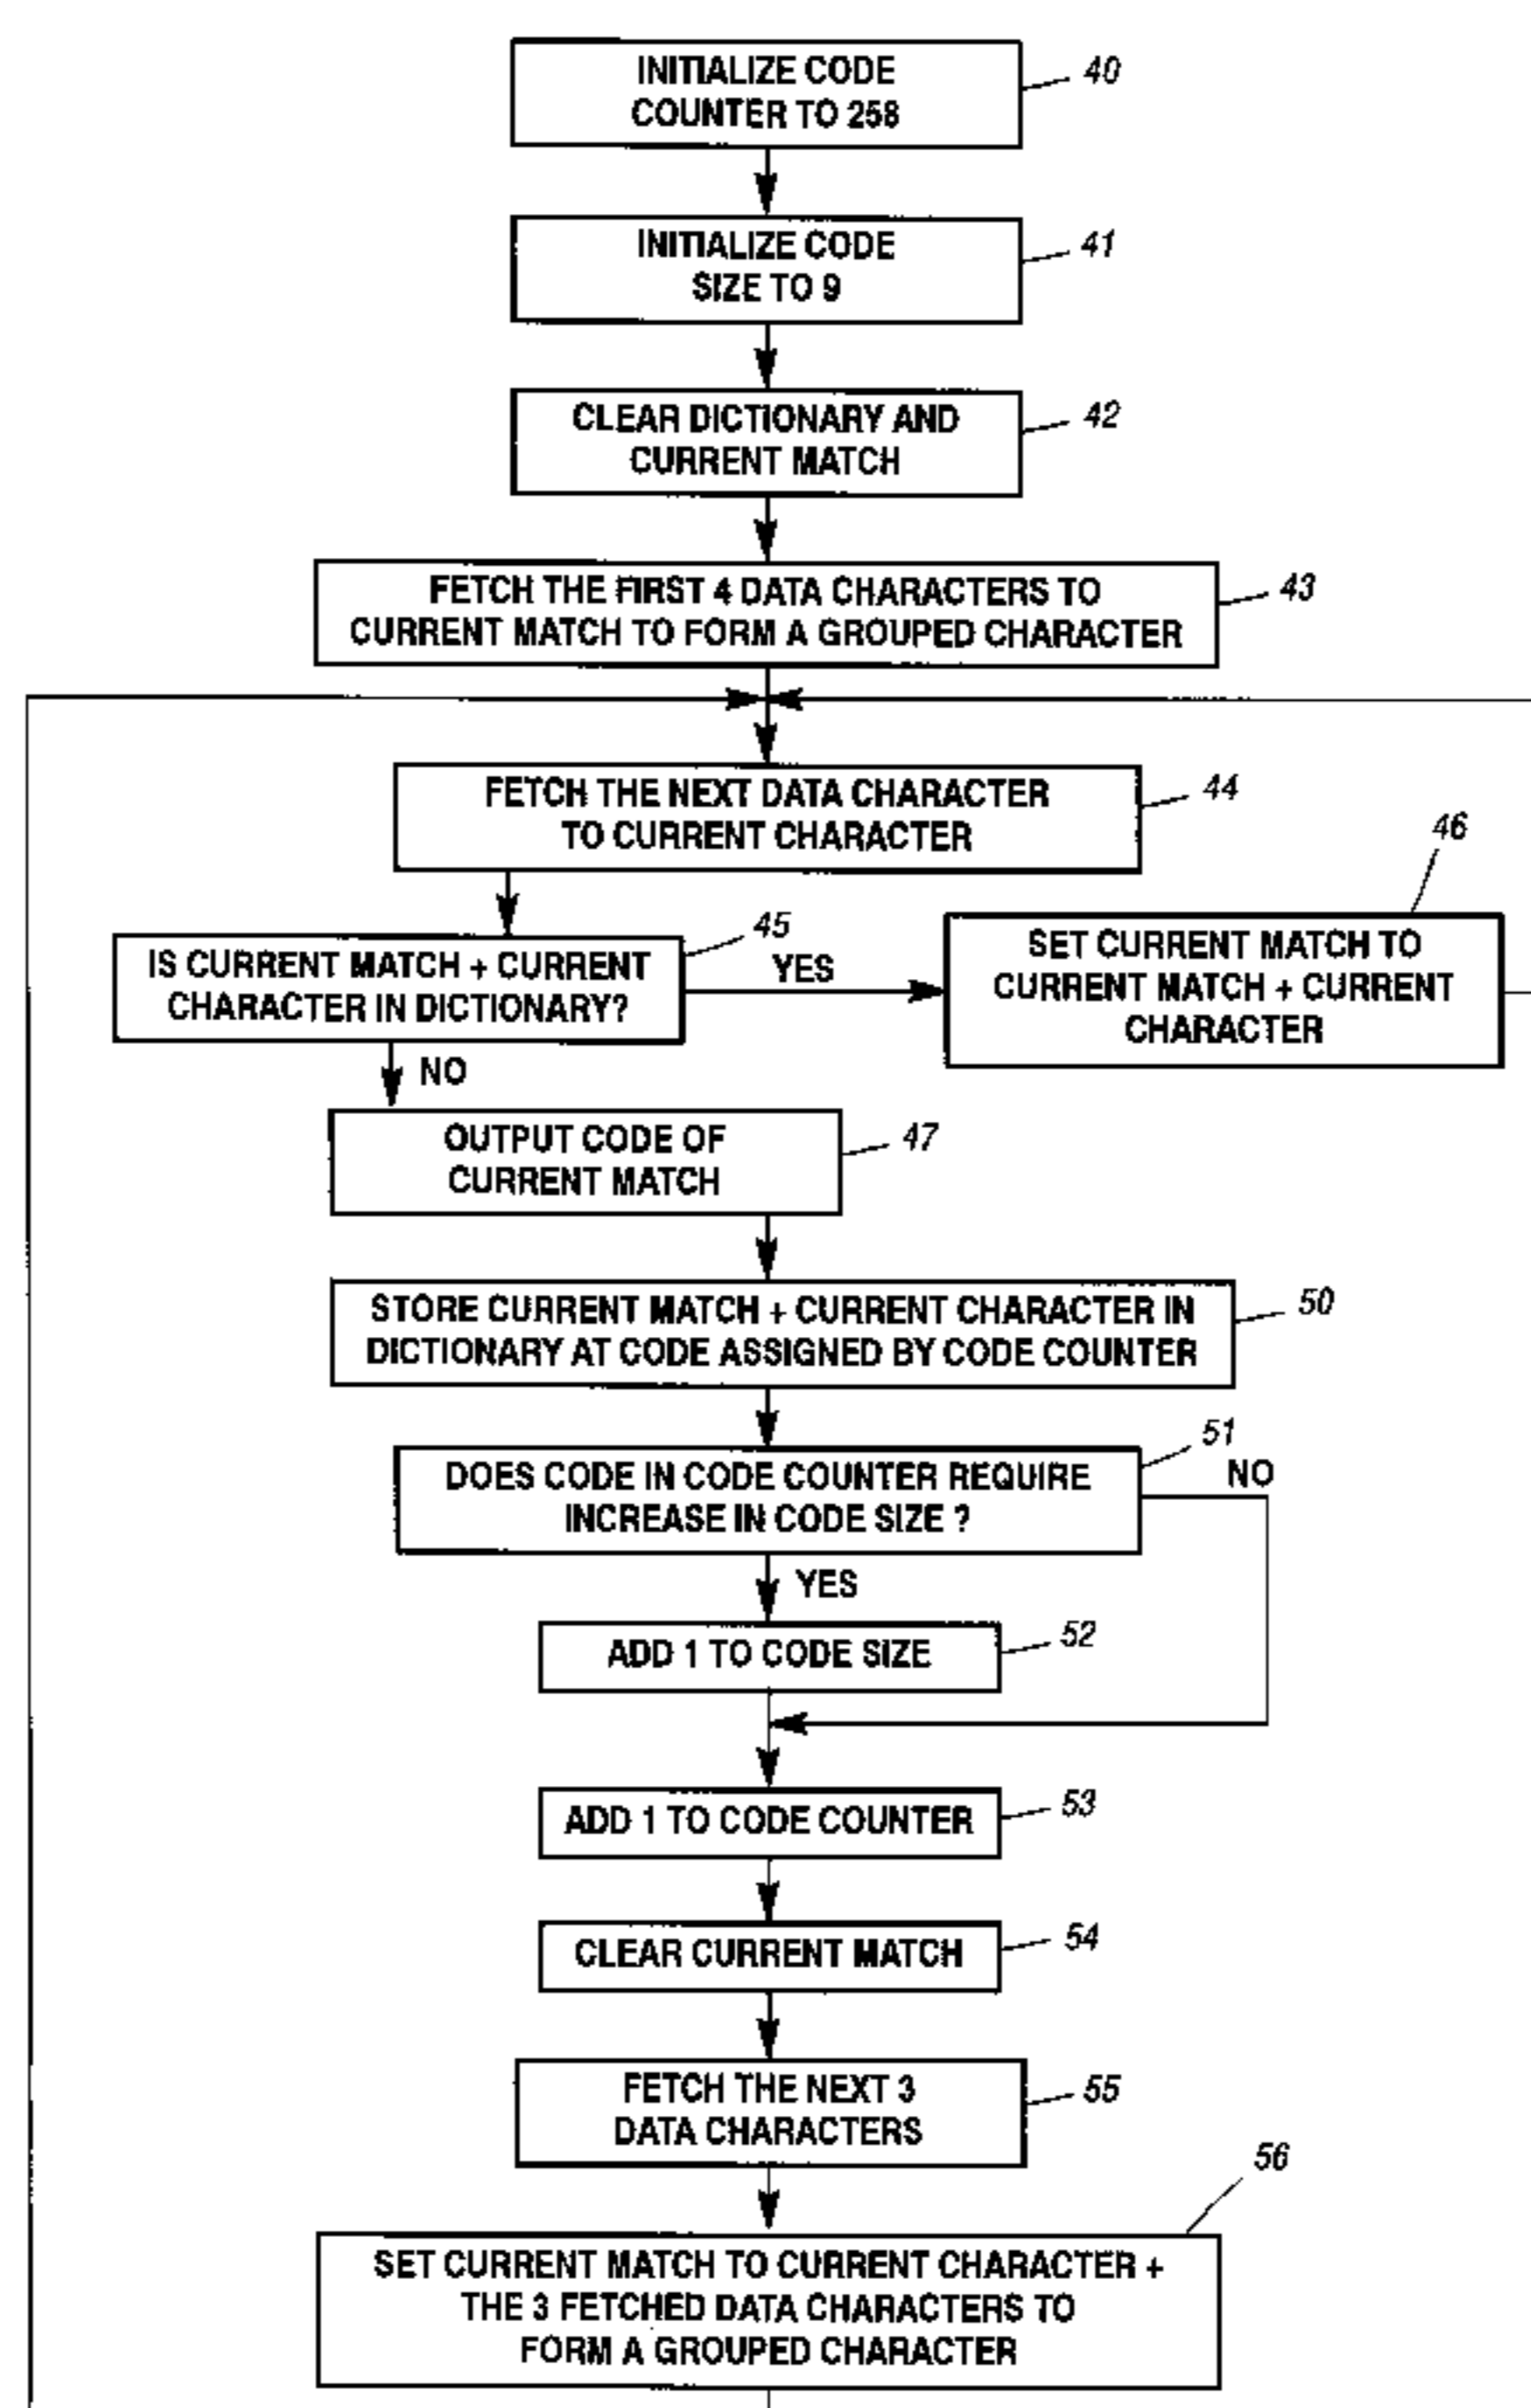 INITIALIZE CODE
COUNTER TO 258
40
INITIALIZE CODE
SIZE TO 9
41
CLEAR DICTIONARY AND
CURRENT MATCH
42
FETCH THE FIRST 4 DATA CHARACTERS TO
CURRENT MATCH TO FORM A GROUPED CHARACTER
43
FETCH THE NEXT DATA CHARACTER
TO CURRENT CHARACTER
44
IS CURRENT MATCH + CURRENT
CHARACTER IN DICTIONARY?
45
YES
SET CURRENT MATCH TO
CURRENT MATCH + CURRENT
CHARACTER
46
NO
OUTPUT CODE OF
CURRENT MATCH
47
STORE CURRENT MATCH + CURRENT CHARACTER IN
DICTIONARY AT CODE ASSIGNED BY CODE COUNTER
50
DOES CODE IN CODE COUNTER REQUIRE
INCREASE IN CODE SIZE ?
51
NO
YES
ADD 1 TO CODE SIZE
52
ADD 1 TO CODE COUNTER
53
CLEAR CURRENT MATCH
54
FETCH THE NEXT 3
DATA CHARACTERS
55
SET CURRENT MATCH TO CURRENT CHARACTER +
THE 3 FETCHED DATA CHARACTERS TO
FORM A GROUPED CHARACTER
56